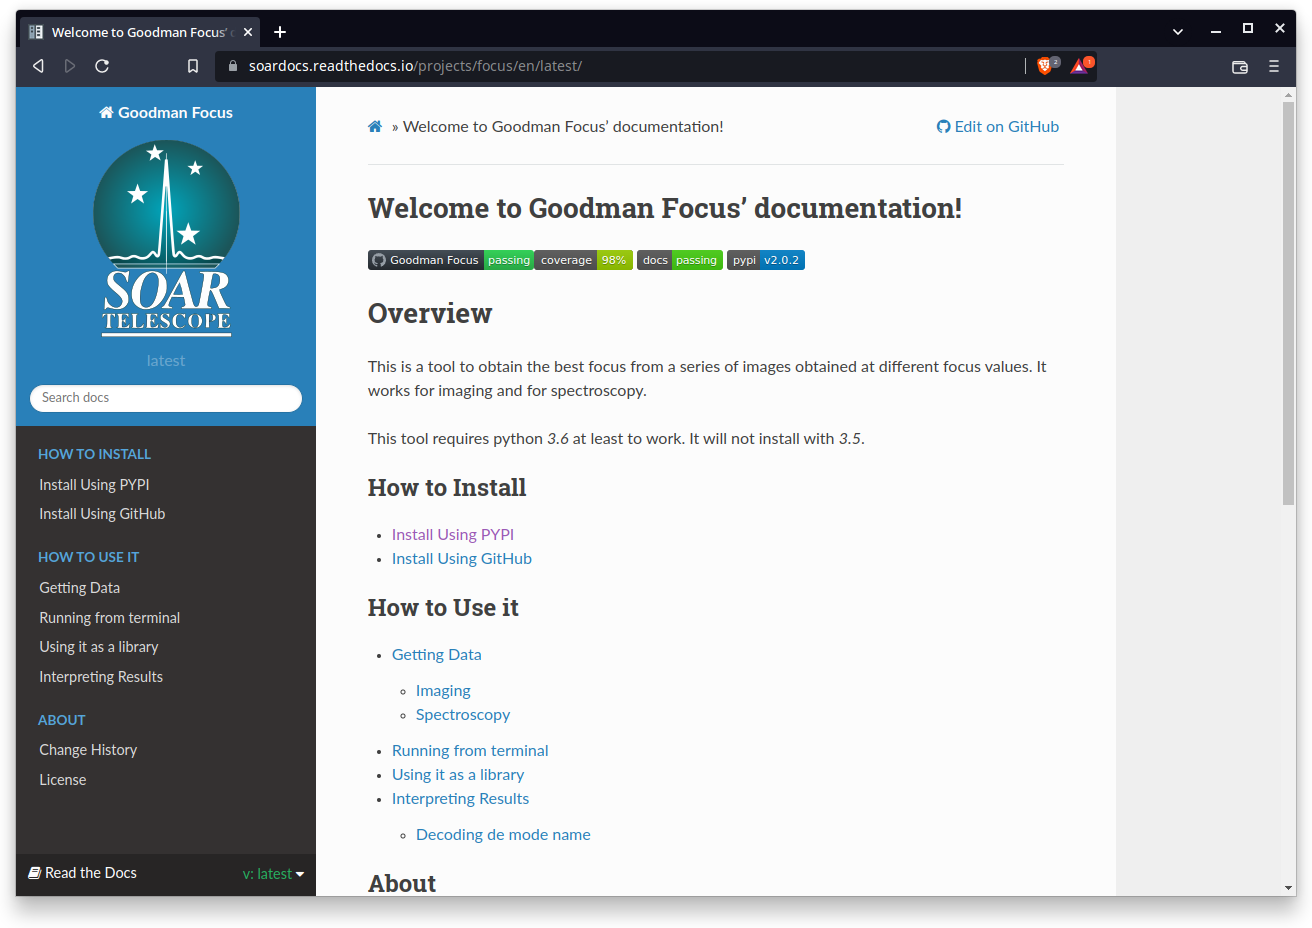 Welcome to Goodman Focus'
soardocs.readthedocs.io/projects/focus/en/latest/
2
1
Goodman Focus
SOAR
TELESCOPE
latest
Search docs
HOW TO INSTALL
Install Using PYPI
Install Using GitHub
HOW TO USE IT
Getting Data
Running from terminal
Using it as a library
Interpreting Results
ABOUT
Change History
License
Read the Docs
v: latest
» Welcome to Goodman Focus’ documentation!
Edit on GitHub
Welcome to Goodman Focus’ documentation!
Goodman Focus passing coverage 98% docs passing pypi v2.0.2
Overview
This is a tool to obtain the best focus from a series of images obtained at different focus values. It
works for imaging and for spectroscopy.
This tool requires python 3.6 at least to work. It will not install with 3.5.
How to Install
• Install Using PYPI
• Install Using GitHub
How to Use it
• Getting Data
◦ Imaging
◦ Spectroscopy
• Running from terminal
• Using it as a library
• Interpreting Results
◦ Decoding de mode name
About